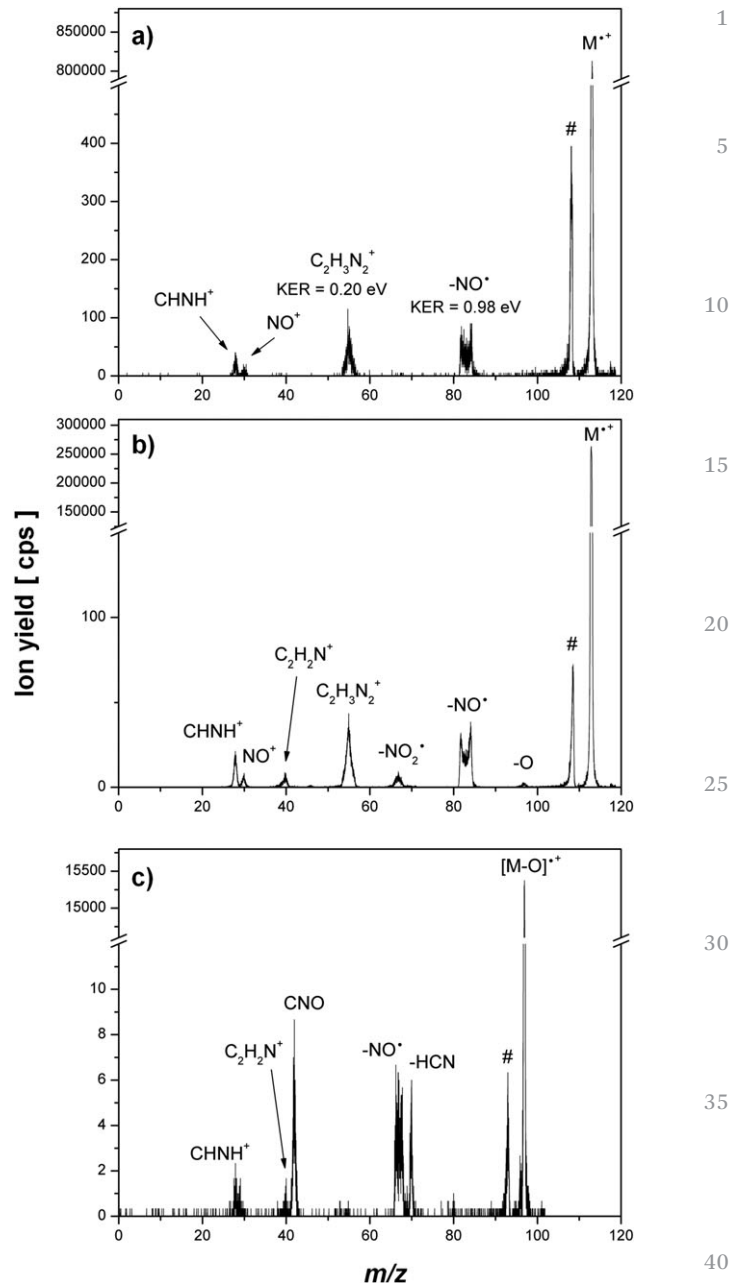 a)
850000
800000
400
300
200
100
0
M•+
#
C2H3N2+
KER = 0.20 eV
-NO•
KER = 0.98 eV
CHNH+
NO+
0 20 40 60 80 100 120
b)
300000
250000
200000
150000
100
0
M•+
#
C2H2N+
C2H3N2+
CHNH+
NO+
-NO2•
-NO•
-O
0 20 40 60 80 100 120
c)
15500
15000
10
8
6
4
2
0
[M-O]•+
CNO
-NO•
-HCN
#
C2H2N+
CHNH+
0 20 40 60 80 100 120
m/z
Ion yield [ cps ]
1
5
10
15
20
25
30
35
40